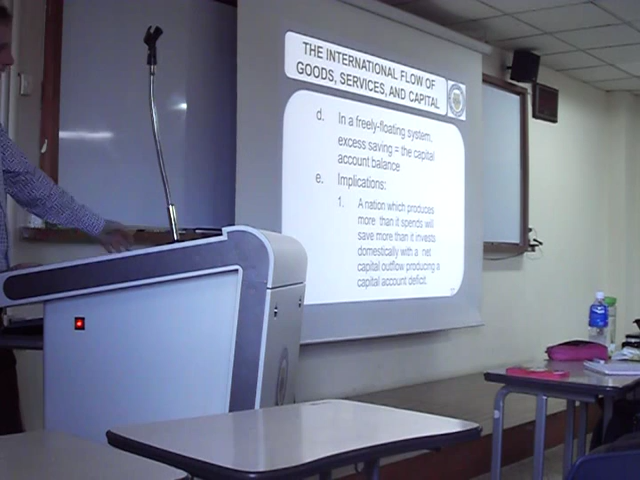 THE INTERNATIONAL FLOW OF
GOODS, SERVICES, AND CAPITAL
d. In a freely-floating system,
excess saving = the capital
account balance
e. Implications:
1. A nation which produces
more than it spends will
save more than it invests
domestically with a net
capital outflow producing a
capital account deficit.